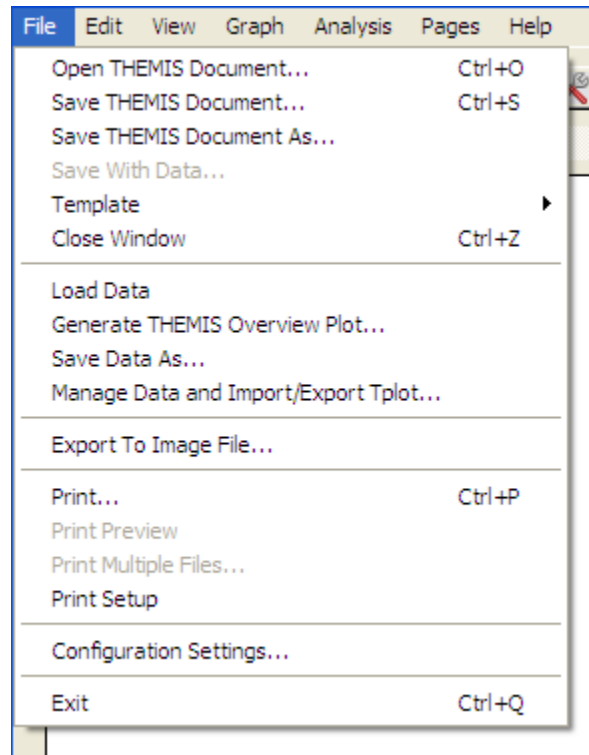 File Edit View Graph Analysis Pages Help
Open THEMIS Document... Ctrl+O
Save THEMIS Document... Ctrl+S
Save THEMIS Document As...
Save With Data...
Template
Close Window Ctrl+Z
Load Data
Generate THEMIS Overview Plot...
Save Data As...
Manage Data and Import/Export Tplot...
Export To Image File...
Print... Ctrl+P
Print Preview
Print Multiple Files...
Print Setup
Configuration Settings...
Exit Ctrl+Q